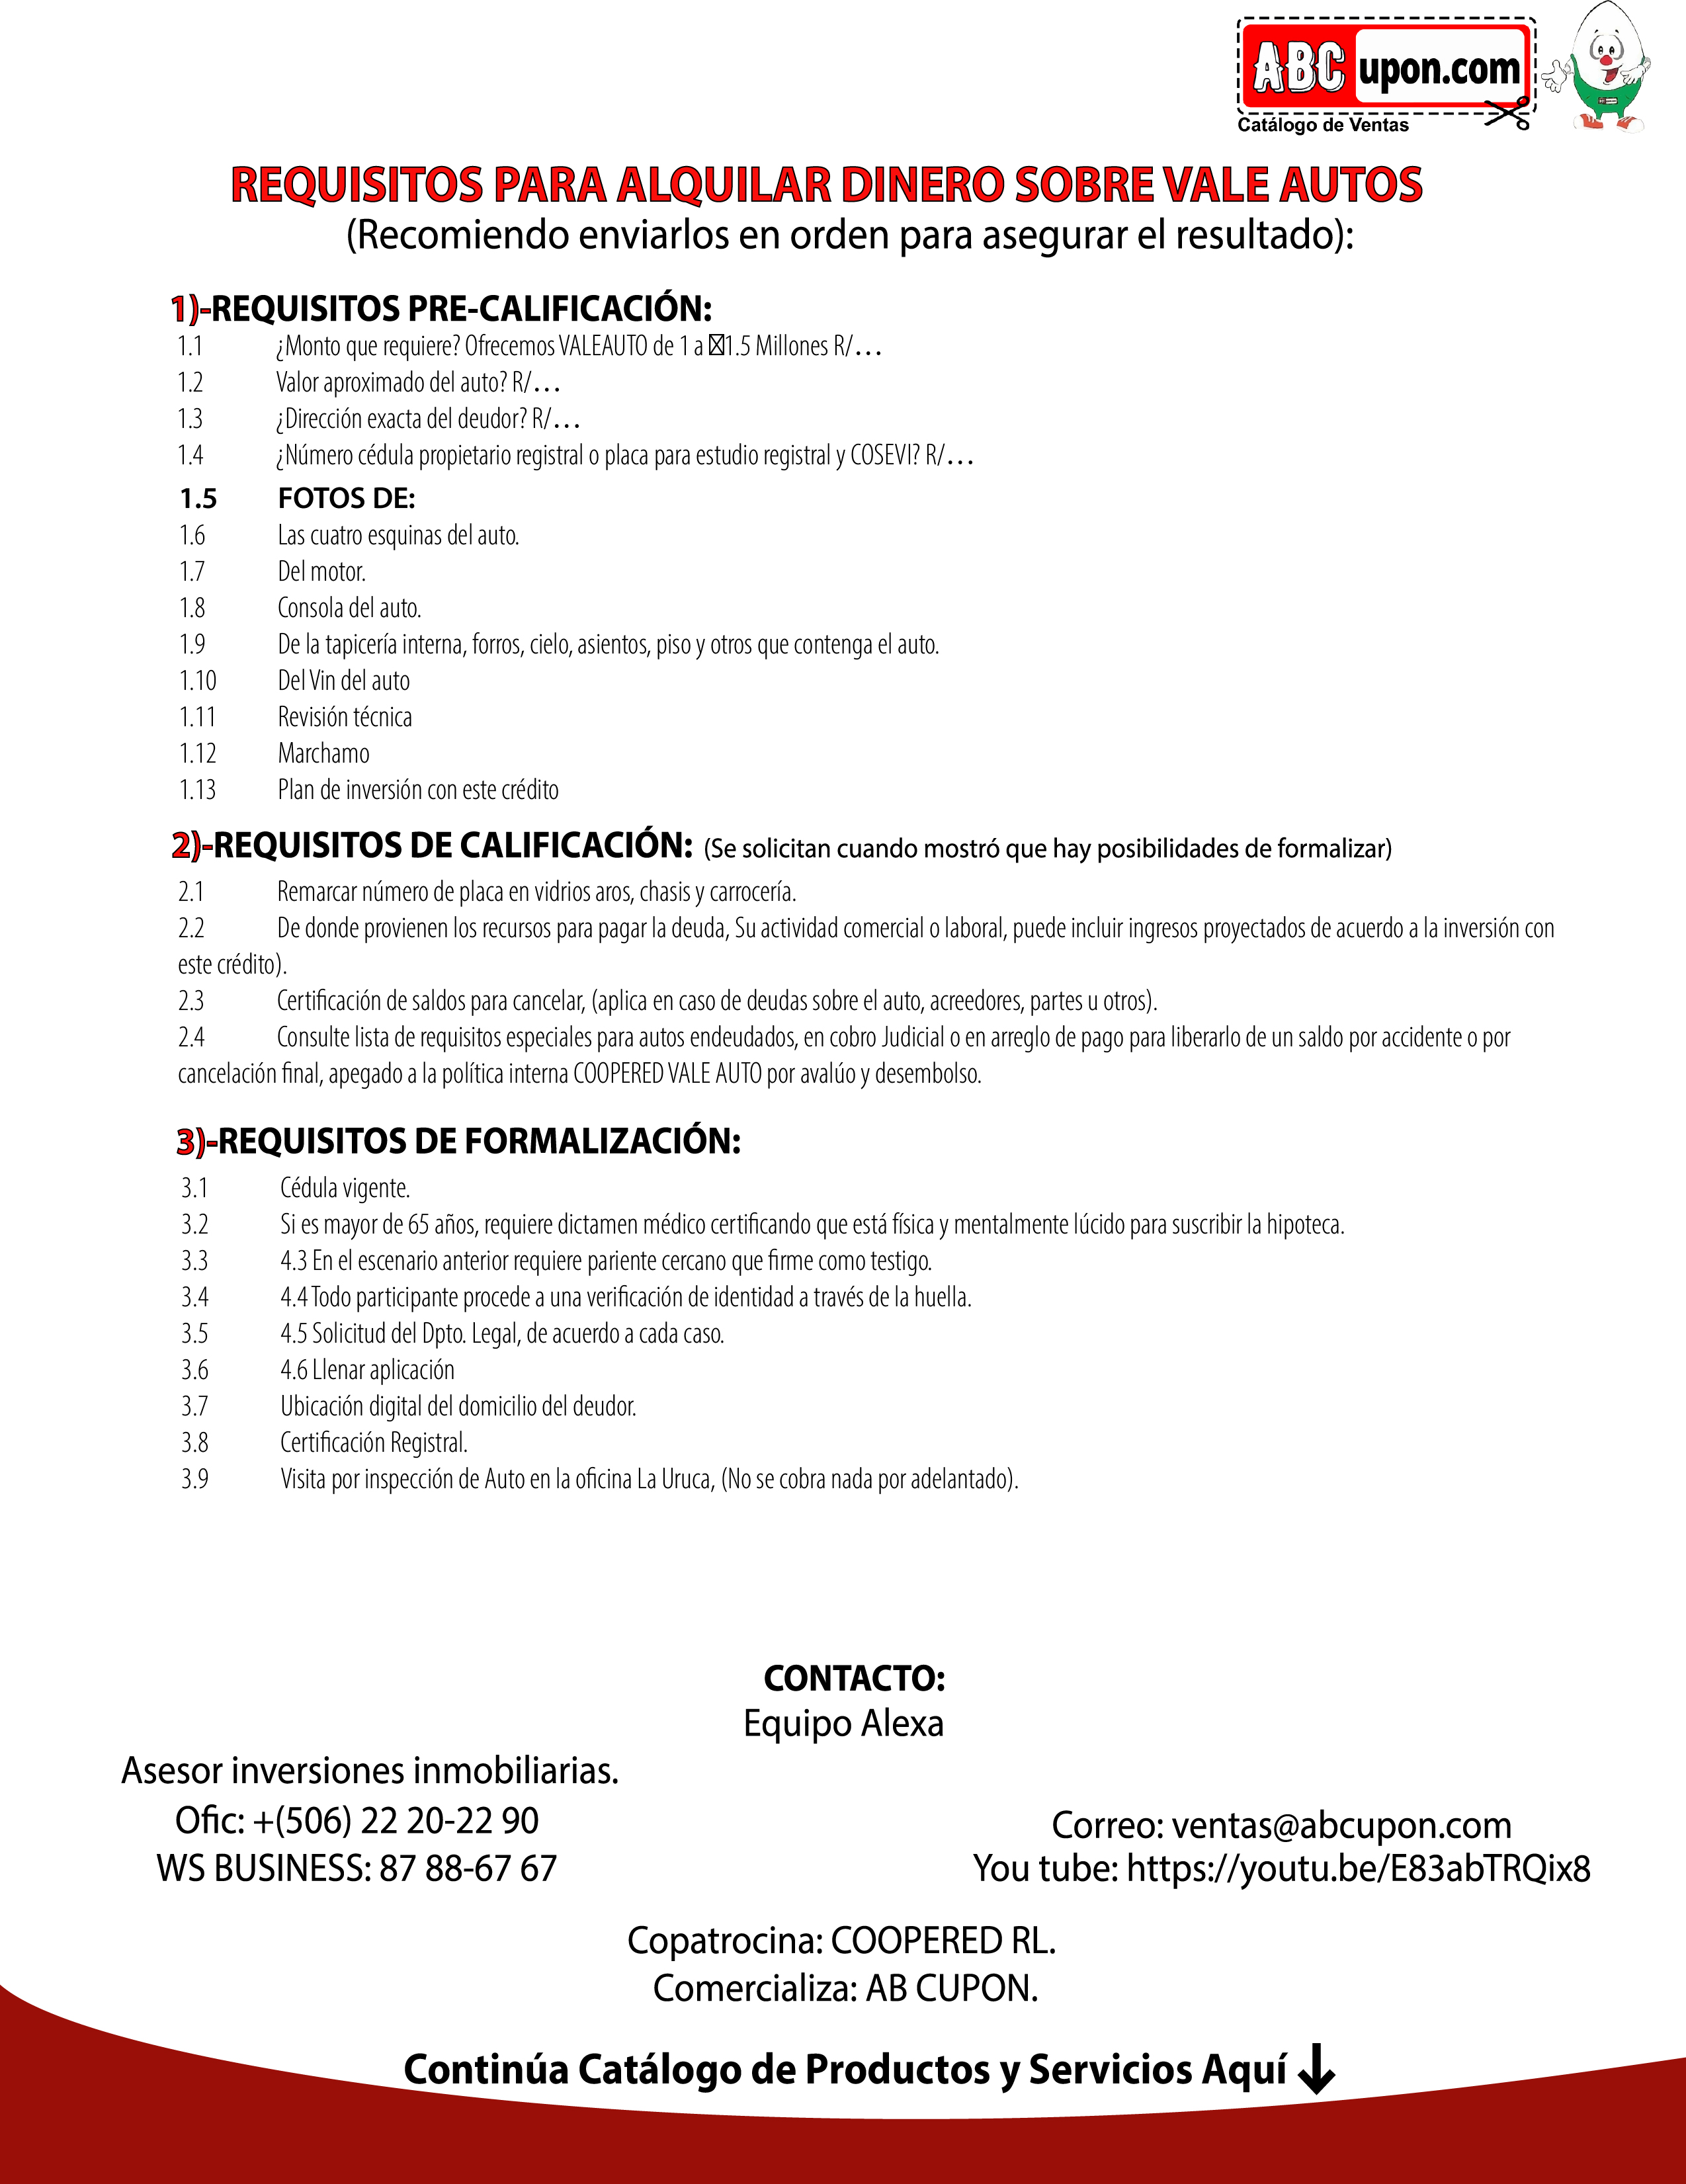 ABC upon.com
Catálogo de Ventas
REQUISITOS PARA ALQUILAR DINERO SOBRE VALE AUTOS
(Recomiendo enviarlos en orden para asegurar el resultado):
1)-REQUISITOS PRE-CALIFICACIÓN:
1.1 ¿Monto que requiere? Ofrecemos VALEAUTO de 1 a 1.5 Millones R/…
1.2 Valor aproximado del auto? R/…
1.3 ¿Dirección exacta del deudor? R/…
1.4 ¿Número cédula propietario registral o placa para estudio registral y COSEVI? R/…
1.5 FOTOS DE:
1.6 Las cuatro esquinas del auto.
1.7 Del motor.
1.8 Consola del auto.
1.9 De la tapicería interna, forros, cielo, asientos, piso y otros que contenga el auto.
1.10 Del Vin del auto
1.11 Revisión técnica
1.12 Marchamo
1.13 Plan de inversión con este crédito
2)-REQUISITOS DE CALIFICACIÓN: (Se solicitan cuando mostró que hay posibilidades de formalizar)
2.1 Remarcar número de placa en vidrios aros, chasis y carrocería.
2.2 De donde provienen los recursos para pagar la deuda, Su actividad comercial o laboral, puede incluir ingresos proyectados de acuerdo a la inversión con
este crédito).
2.3 Certificación de saldos para cancelar, (aplica en caso de deudas sobre el auto, acreedores, partes u otros).
2.4 Consulte lista de requisitos especiales para autos endeudados, en cobro Judicial o en arreglo de pago para liberarlo de un saldo por accidente o por
cancelación final, apegado a la política interna COOPERED VALE AUTO por avalúo y desembolso.
3)-REQUISITOS DE FORMALIZACIÓN:
3.1 Cédula vigente.
3.2 Si es mayor de 65 años, requiere dictamen médico certificando que está física y mentalmente lúcido para suscribir la hipoteca.
3.3 4.3 En el escenario anterior requiere pariente cercano que firme como testigo.
3.4 4.4 Todo participante procede a una verificación de identidad a través de la huella.
3.5 4.5 Solicitud del Dpto. Legal, de acuerdo a cada caso.
3.6 4.6 Llenar aplicación
3.7 Ubicación digital del domicilio del deudor.
3.8 Certificación Registral.
3.9 Visita por inspección de Auto en la oficina La Uruca, (No se cobra nada por adelantado).
CONTACTO:
Equipo Alexa
Asesor inversiones inmobiliarias.
Ofic: +(506) 22 20-22 90
WS BUSINESS: 87 88-67 67
Correo: ventas@abcupon.com
You tube: https://youtu.be/E83abTRQix8
Copatrocina: COOPERED RL.
Comercializa: AB CUPON.
Continúa Catálogo de Productos y Servicios Aquí